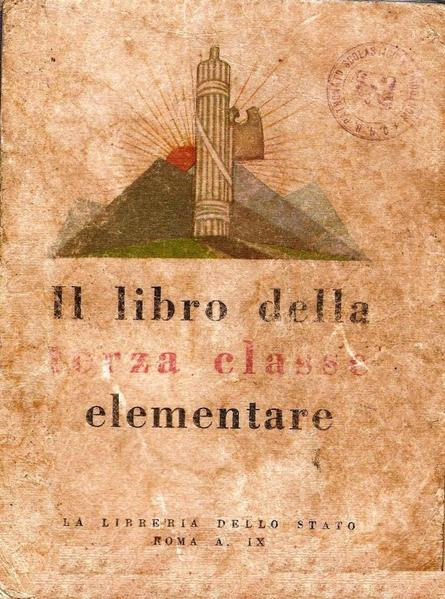 Il libro della
terza classe
elementare
LA LIBRERIA DELLO STATO
ROMA A. IX